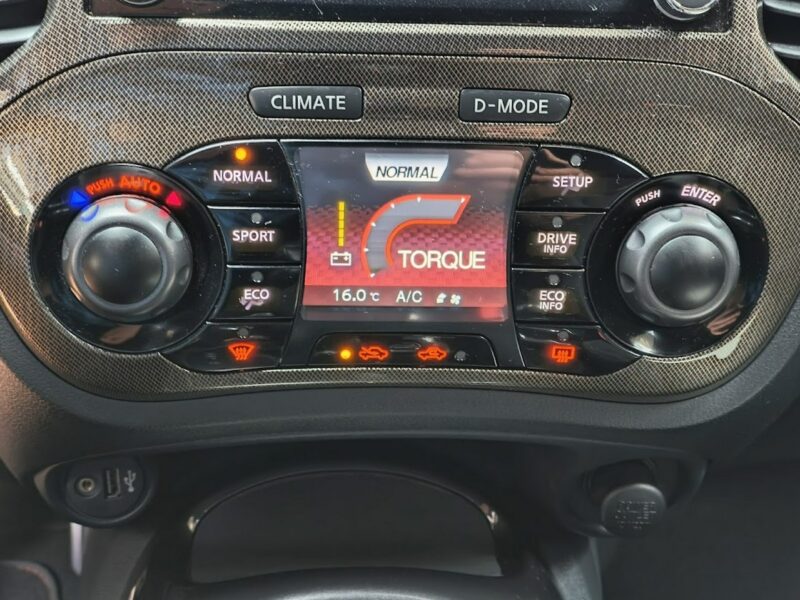 CLIMATE
D-MODE
PUSH AUTO
NORMAL
NORMAL
SETUP
PUSH ENTER
SPORT
TORQUE
DRIVE
INFO
ECO
16.0°C A/C
ECO
INFO